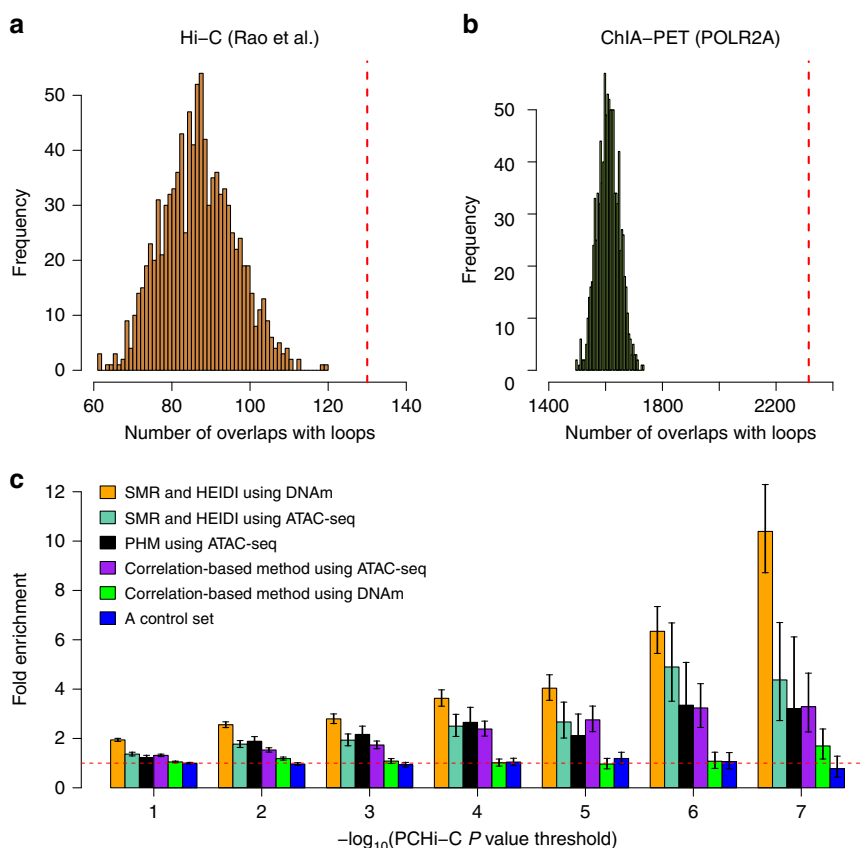 a
Hi−C (Rao et al.)
Frequency
50
40
30
20
10
0
60 80 100 120 140
Number of overlaps with loops
b
ChIA−PET (POLR2A)
Frequency
50
40
30
20
10
0
1400 1800 2200
Number of overlaps with loops
c
Fold enrichment
12
10
8
6
4
2
0
SMR and HEIDI using DNAm
SMR and HEIDI using ATAC-seq
PHM using ATAC-seq
Correlation-based method using ATAC-seq
Correlation-based method using DNAm
A control set
1 2 3 4 5 6 7
−log10(PCHi−C P value threshold)